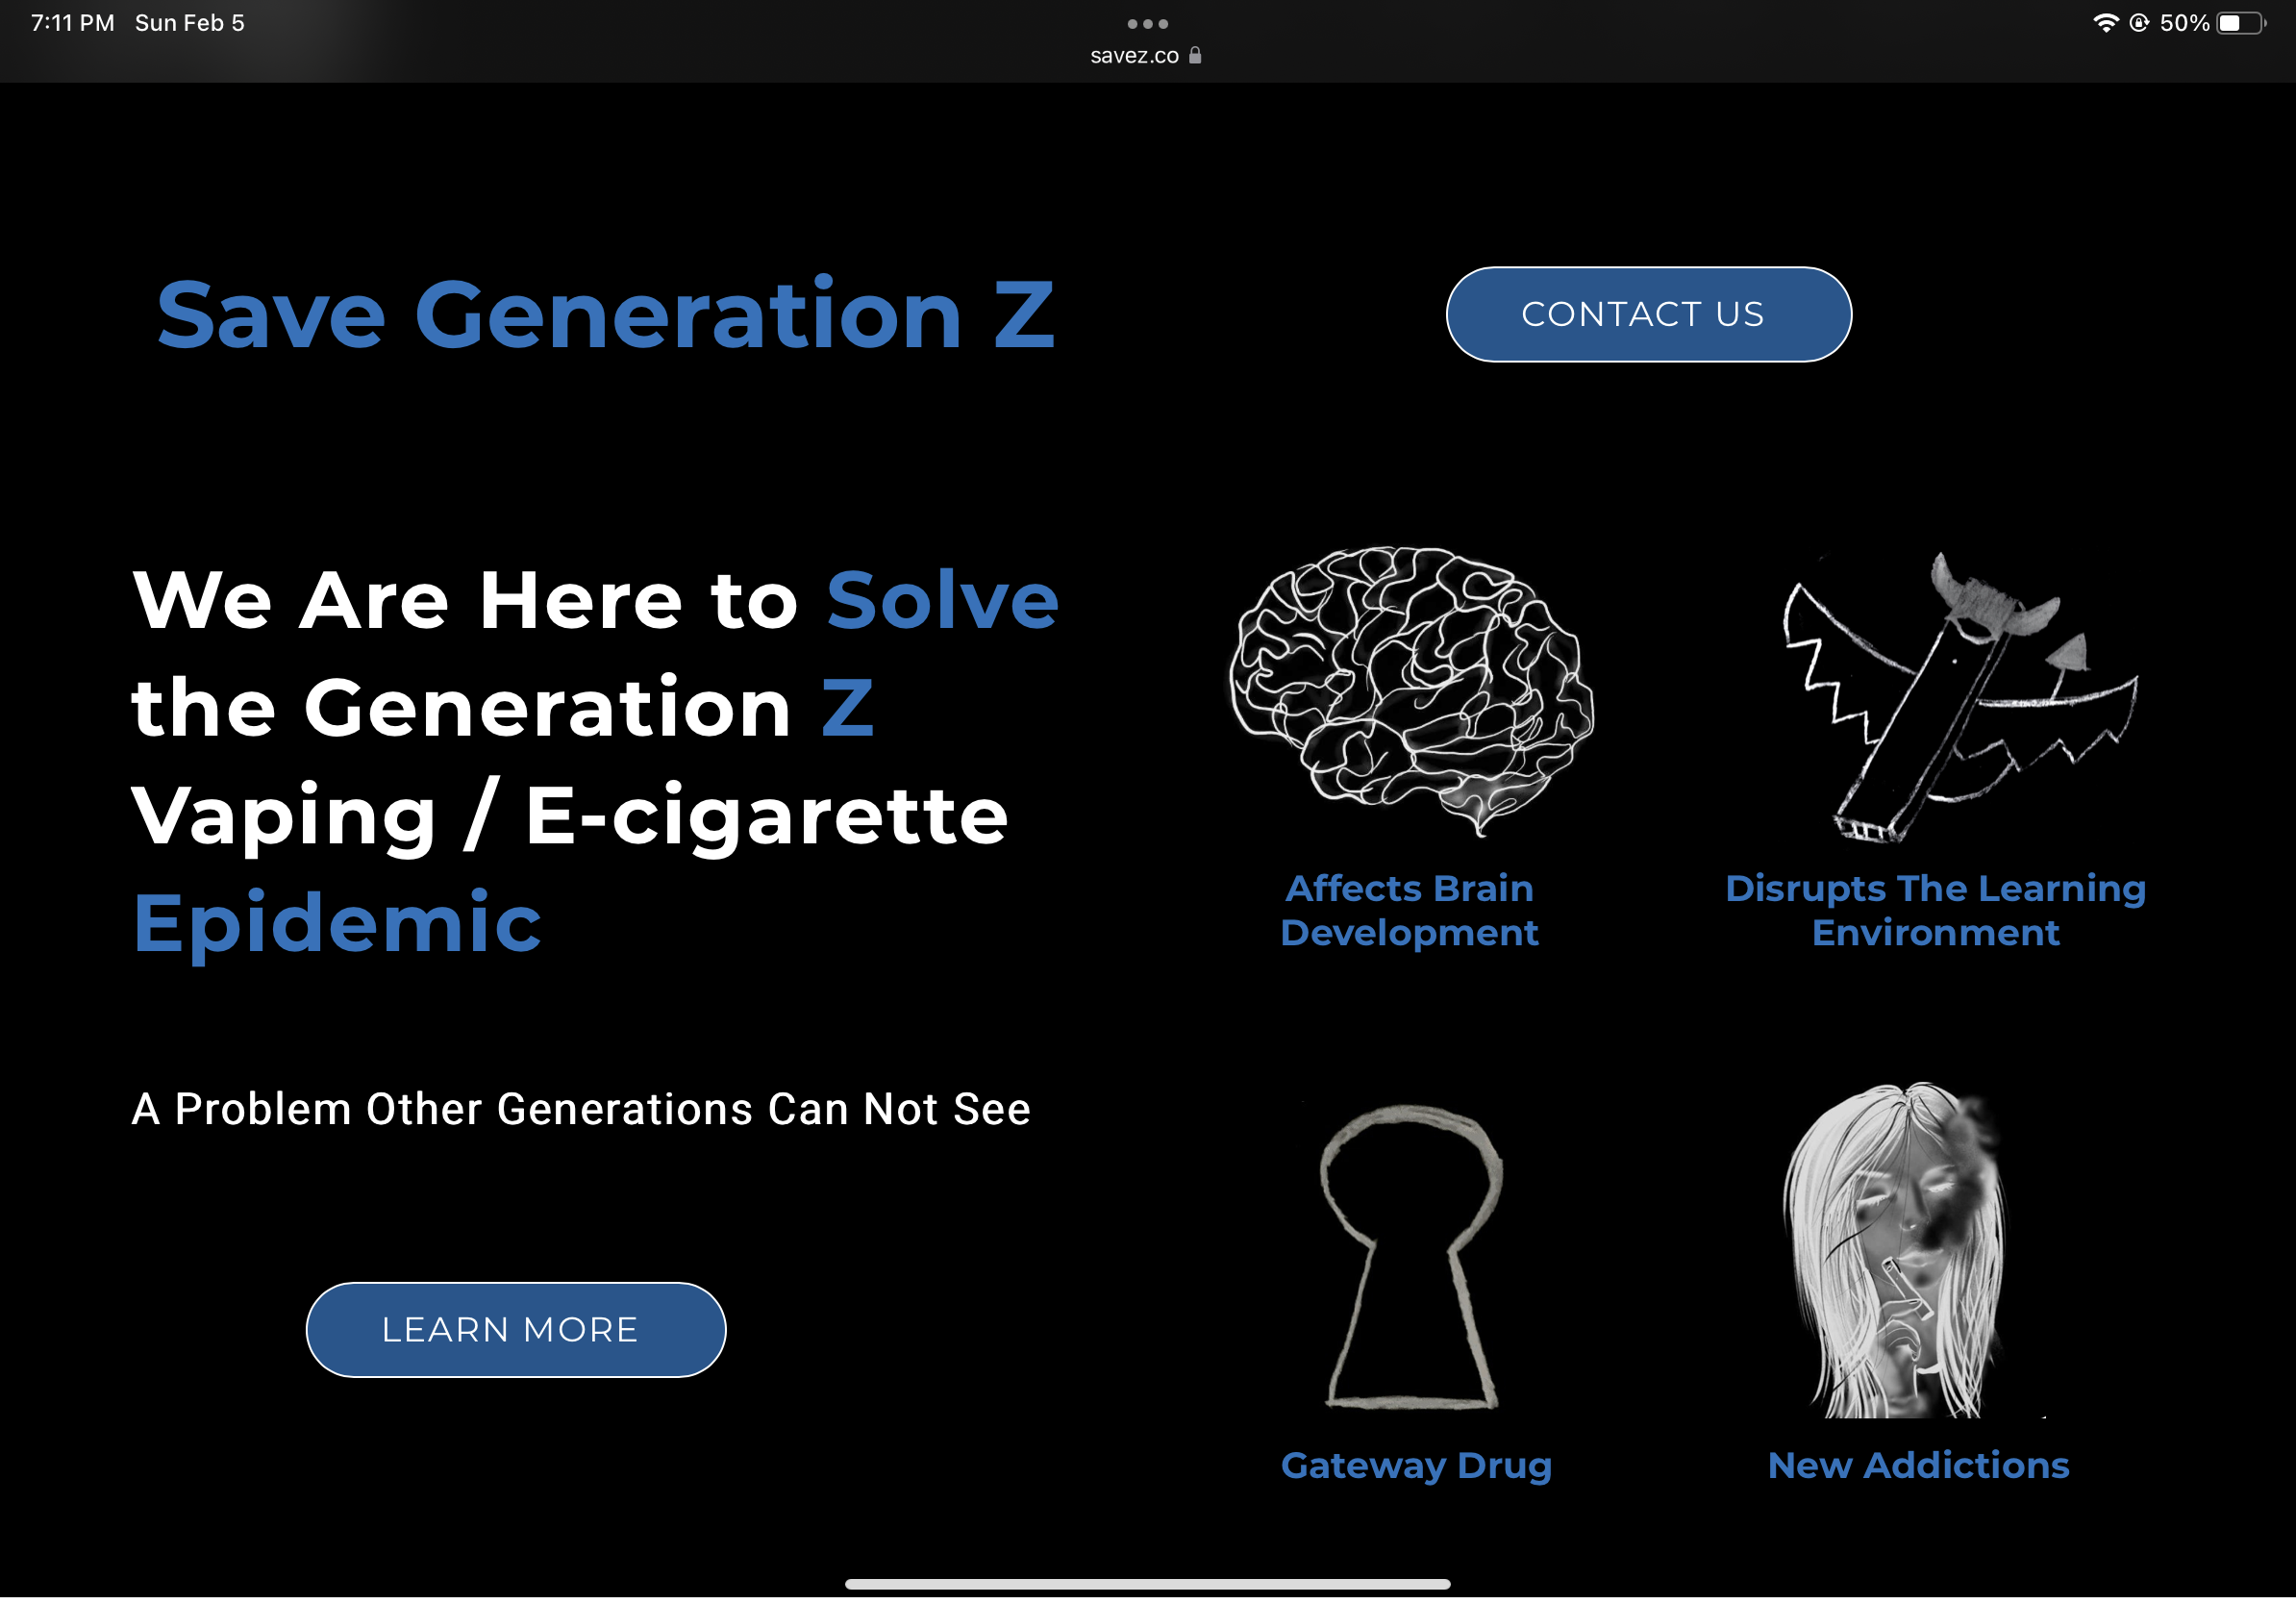 7:11 PM Sun Feb 5
50%
savez.co
Save Generation Z
CONTACT US
We Are Here to Solve
the Generation Z
Vaping / E-cigarette
Epidemic
A Problem Other Generations Can Not See
LEARN MORE
Affects Brain
Development
Disrupts The Learning
Environment
Gateway Drug
New Addictions